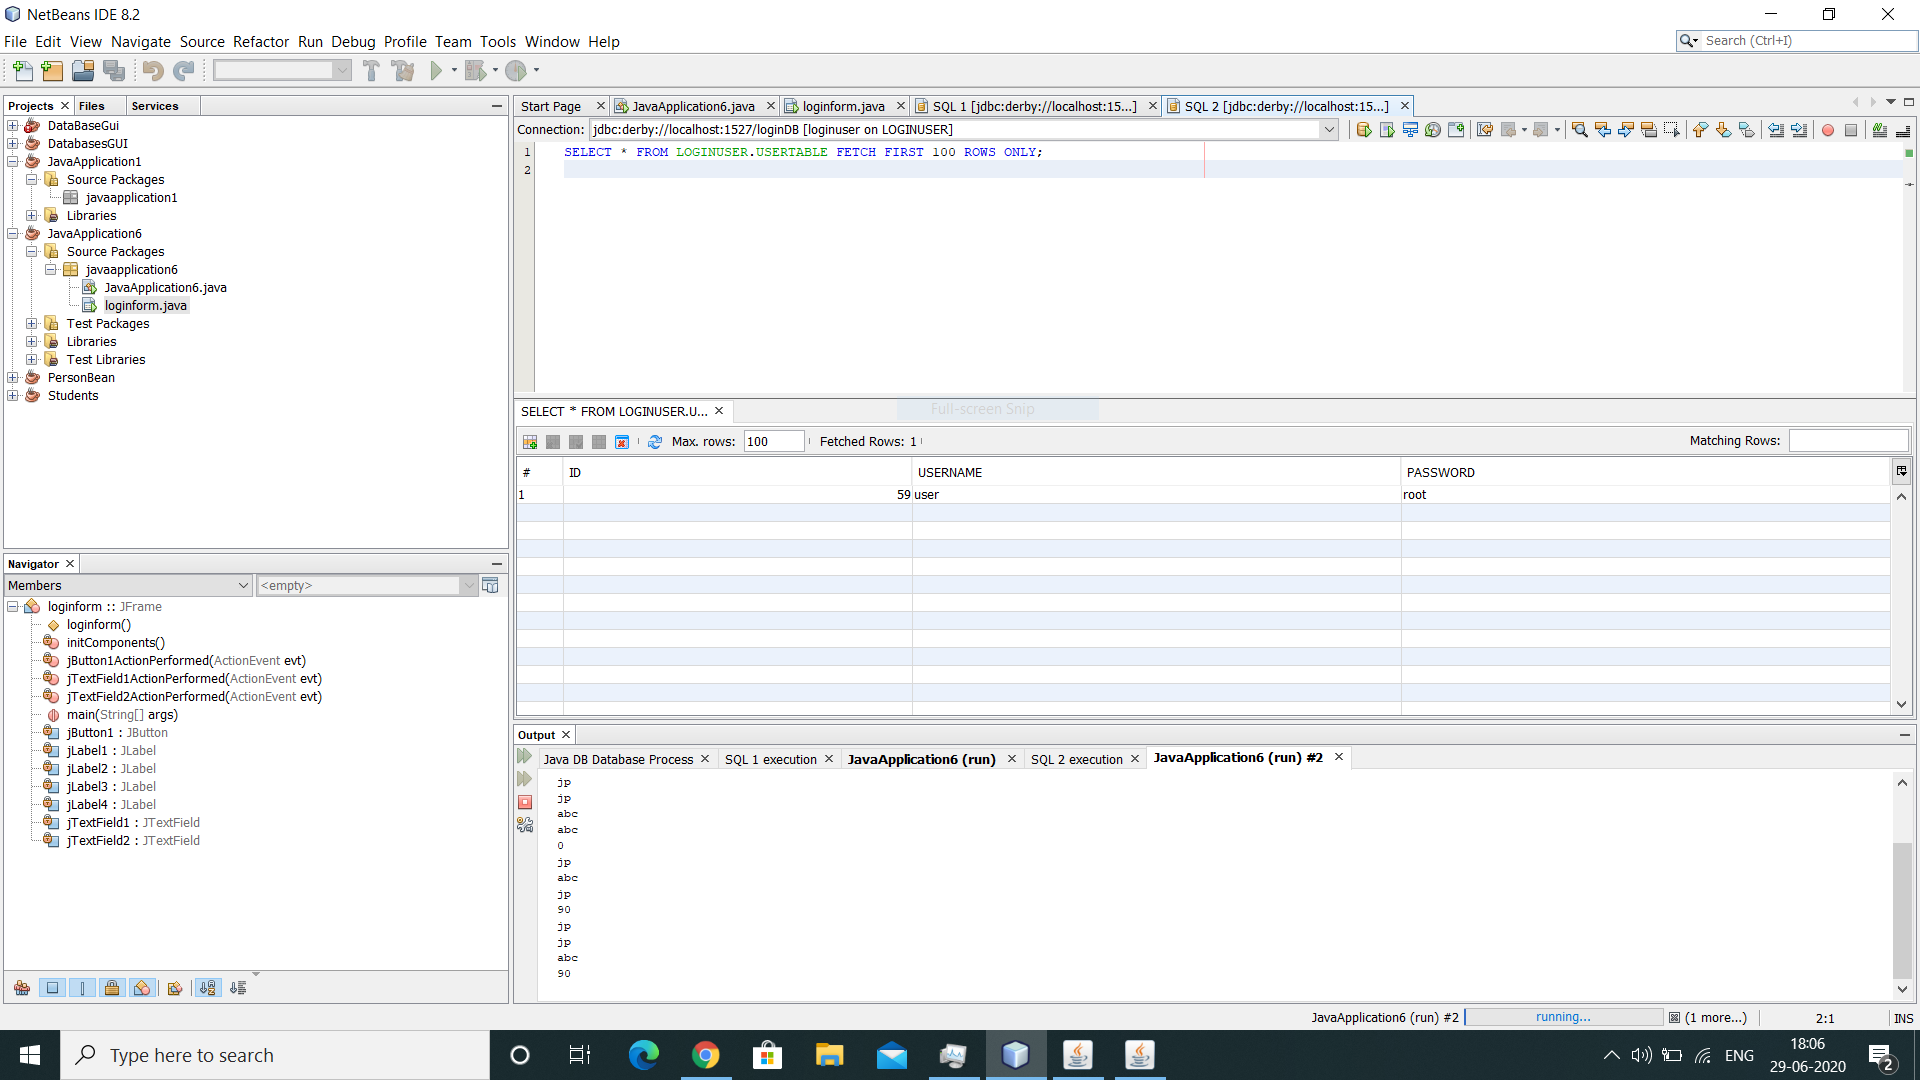 NetBeans IDE 8.2
File Edit View Navigate Source Refactor Run Debug Profile Team Tools Window Help
Search (Ctrl+I)
Projects Files Services
DataBaseGui
DatabasesGUI
JavaApplication1
Source Packages
javaapplication1
Libraries
JavaApplication6
Source Packages
javaapplication6
JavaApplication6.java
loginform.java
Test Packages
Libraries
Test Libraries
PersonBean
Students
Navigator
Members <empty>
loginform :: JFrame
loginform()
initComponents()
jButton1ActionPerformed(ActionEvent evt)
jTextField1ActionPerformed(ActionEvent evt)
jTextField2ActionPerformed(ActionEvent evt)
main(String[] args)
jButton1 : JButton
jLabel1 : JLabel
jLabel2 : JLabel
jLabel3 : JLabel
jLabel4 : JLabel
jTextField1 : JTextField
jTextField2 : JTextField
Start Page JavaApplication6.java loginform.java SQL 1 [jdbc:derby://localhost:15...] SQL 2 [jdbc:derby://localhost:15...]
Connection: jdbc:derby://localhost:1527/loginDB [loginuser on LOGINUSER]
1 SELECT * FROM LOGINUSER.USERTABLE FETCH FIRST 100 ROWS ONLY;
2
Full-screen Snip
SELECT * FROM LOGINUSER.U...
Max. rows: 100 Fetched Rows: 1 Matching Rows:
# ID USERNAME PASSWORD
1 59 user root
Output
Java DB Database Process SQL 1 execution JavaApplication6 (run) SQL 2 execution JavaApplication6 (run) #2
jp
jp
abc
abc
0
jp
abc
jp
90
jp
jp
abc
90
JavaApplication6 (run) #2 running... (1 more...) 2:1 INS
Type here to search
ENG
18:06
29-06-2020
2